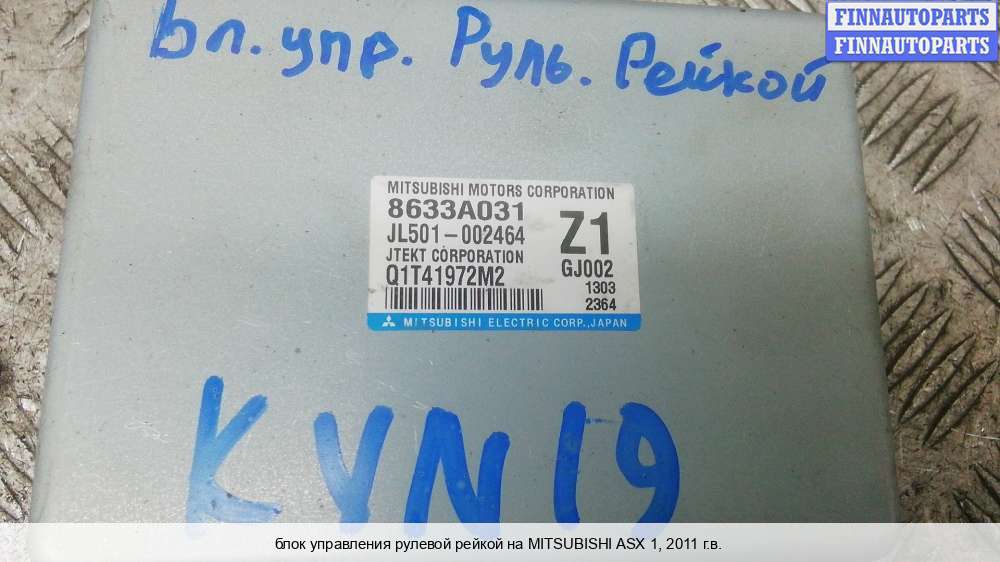 FINNAUTOPARTS
FINNAUTOPARTS
Бл. упр. Руль. Рейкой
MITSUBISHI MOTORS CORPORATION
8633A031
JL501-002464
Z1
JTEKT CORPORATION
GJ002
Q1T41972M2
1303
2364
MITSUBISHI ELECTRIC CORP., JAPAN
KYN19
блок управления рулевой рейкой на MITSUBISHI ASX 1, 2011 г.в.